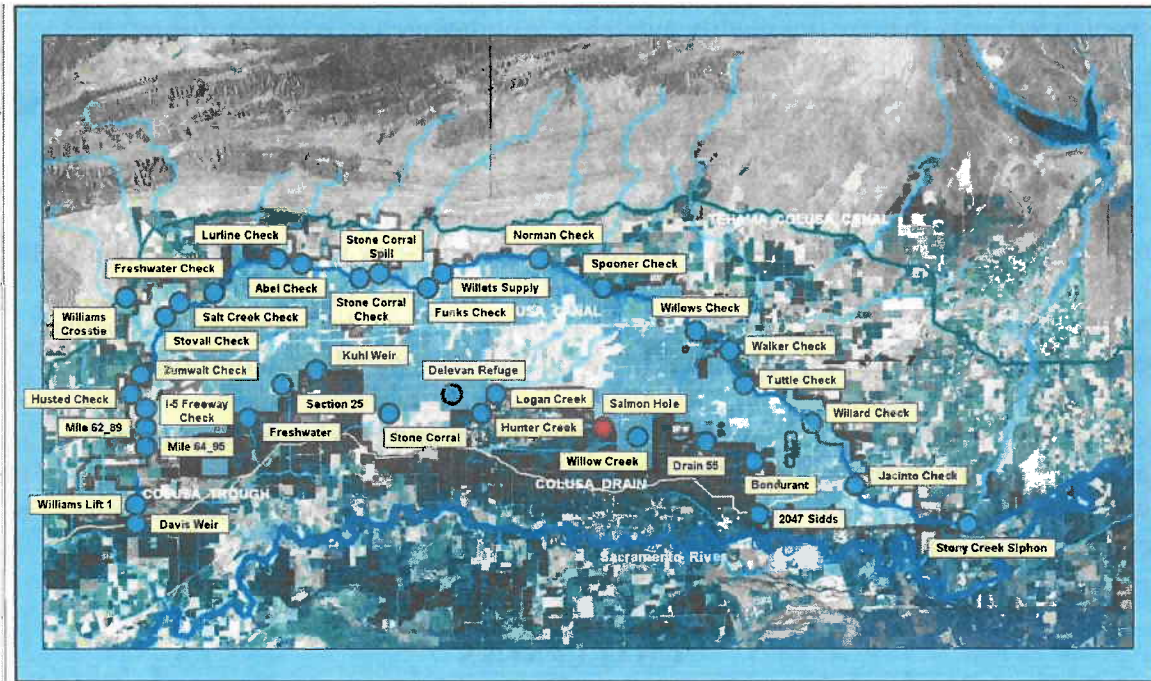 TEHAMA COLUSA CANAL
Lurline Check
Stone Corral
Spill
Norman Check
Freshwater Check
Abel Check
Spooner Check
Willets Supply
Williams
Crosstie
Salt Creek Check
Stone Corral
Check
Funks Check
CANAL
Willows Check
Stovall Check
Walker Check
Zumwalt Check
Kuhl Weir
Delevan Refuge
Tuttle Check
Husted Check
I-5 Freeway
Check
Section 25
Logan Creek
Salmon Hole
Willard Check
Mile 62_89
Freshwater
Stone Corral
Hunter Creek
Mile 64_95
Willow Creek
Drain 55
COLUSA TROUGH
COLUSA DRAIN
Bondurant
Jacinto Check
Williams Lift 1
Davis Weir
2047 Sidds
Stony Creek Siphon
Sacramento River